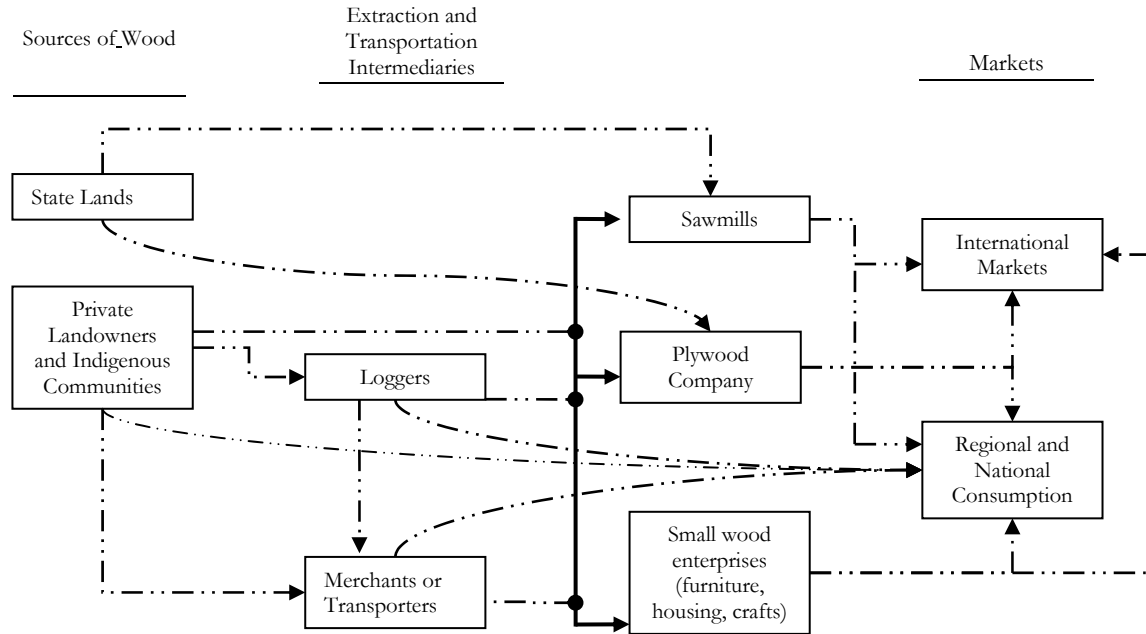 Sources of Wood
Extraction and
Transportation
Intermediaries
Markets
State Lands
Sawmills
International
Markets
Private
Landowners
and Indigenous
Communities
Loggers
Plywood
Company
Regional and
National
Consumption
Merchants or
Transporters
Small wood
enterprises
(furniture,
housing, crafts)